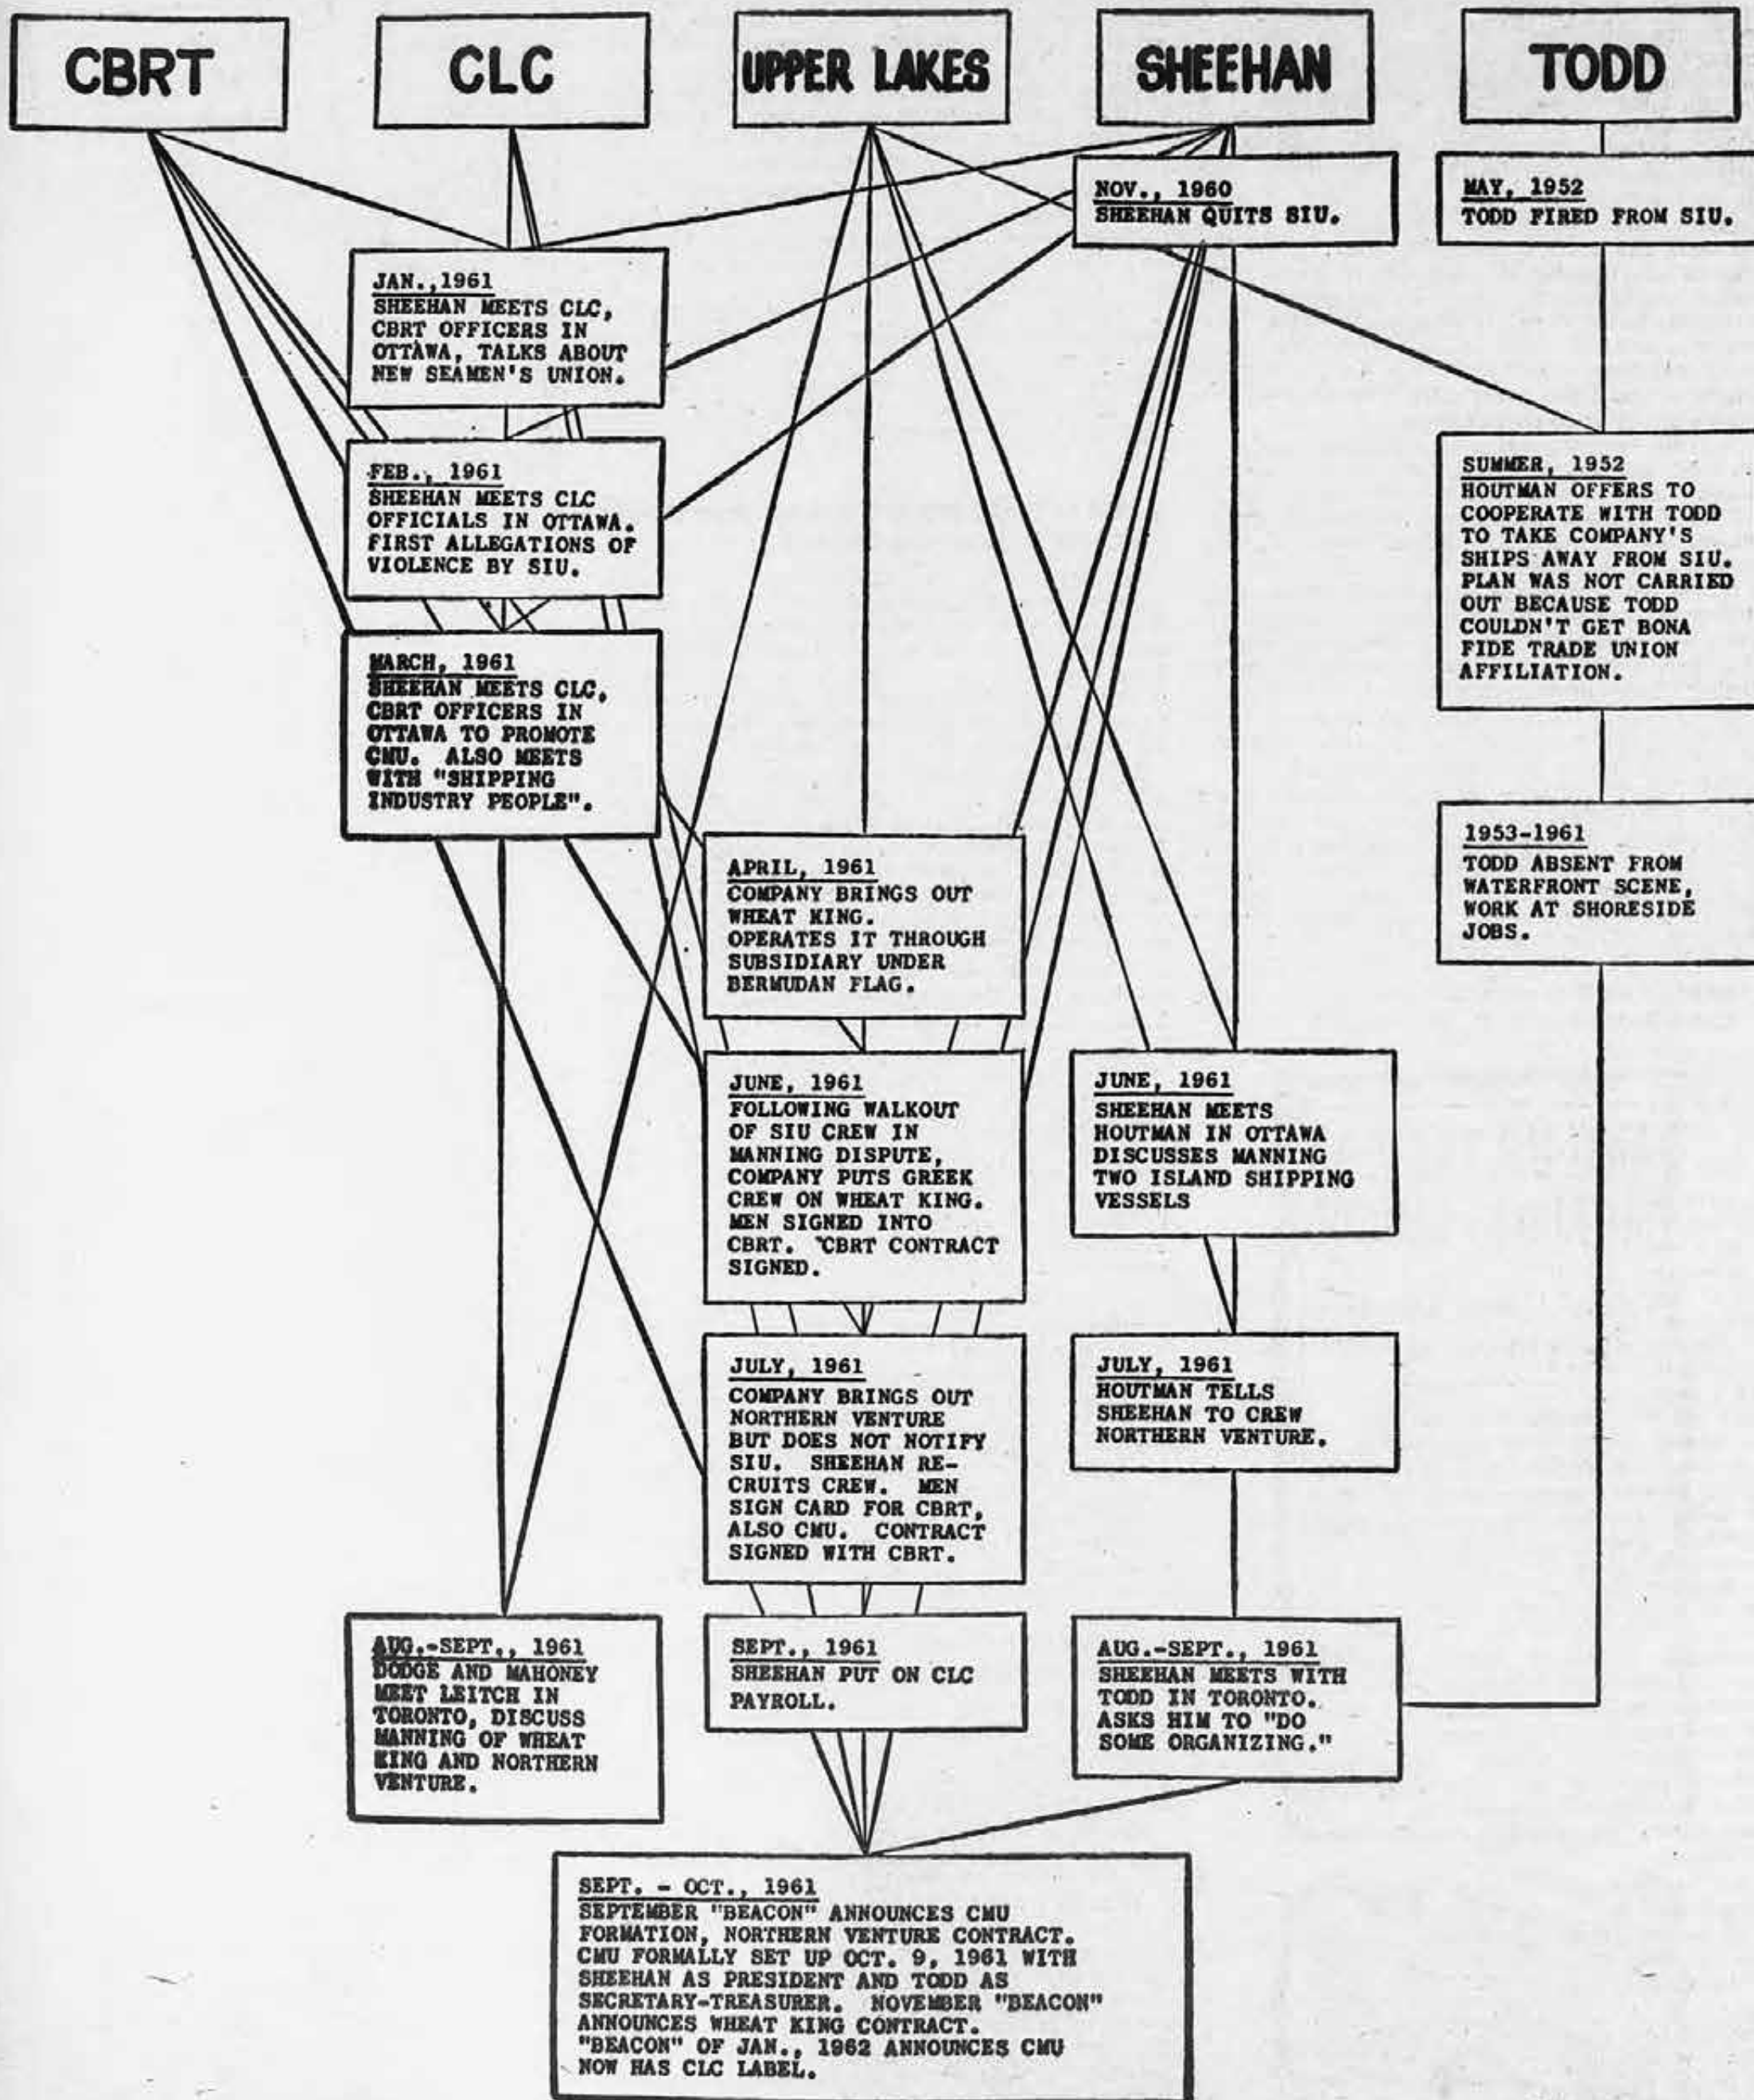 CBRT
CLC
UPPER LAKES
SHEEHAN
TODD
NOV., 1960
SHEEHAN QUITS SIU.
MAY, 1952
TODD FIRED FROM SIU.
JAN.,1961
SHEEHAN MEETS CLC,
CBRT OFFICERS IN
OTTAWA, TALKS ABOUT
NEW SEAMEN'S UNION.
FEB., 1961
SHEEHAN MEETS CLC
OFFICIALS IN OTTAWA.
FIRST ALLEGATIONS OF
VIOLENCE BY SIU.
SUMMER, 1952
HOUTMAN OFFERS TO
COOPERATE WITH TODD
TO TAKE COMPANY'S
SHIPS AWAY FROM SIU.
PLAN WAS NOT CARRIED
OUT BECAUSE TODD
COULDN'T GET BONA
FIDE TRADE UNION
AFFILIATION.
MARCH, 1961
SHEEHAN MEETS CLC,
CBRT OFFICERS IN
OTTAWA TO PROMOTE
CMU. ALSO MEETS
WITH "SHIPPING
INDUSTRY PEOPLE".
APRIL, 1961
COMPANY BRINGS OUT
WHEAT KING.
OPERATES IT THROUGH
SUBSIDIARY UNDER
BERMUDAN FLAG.
1953-1961
TODD ABSENT FROM
WATERFRONT SCENE,
WORK AT SHORESIDE
JOBS.
JUNE, 1961
FOLLOWING WALKOUT
OF SIU CREW IN
MANNING DISPUTE,
COMPANY PUTS GREEK
CREW ON WHEAT KING.
MEN SIGNED INTO
CBRT. CBRT CONTRACT
SIGNED.
JUNE, 1961
SHEEHAN MEETS
HOUTMAN IN OTTAWA
DISCUSSES MANNING
TWO ISLAND SHIPPING
VESSELS
JULY, 1961
COMPANY BRINGS OUT
NORTHERN VENTURE
BUT DOES NOT NOTIFY
SIU. SHEEHAN RE-
CRUITS CREW. MEN
SIGN CARD FOR CBRT,
ALSO CMU. CONTRACT
SIGNED WITH CBRT.
JULY, 1961
HOUTMAN TELLS
SHEEHAN TO CREW
NORTHERN VENTURE.
AUG.-SEPT., 1961
DODGE AND MAHONEY
MEET LEITCH IN
TORONTO, DISCUSS
MANNING OF WHEAT
KING AND NORTHERN
VENTURE.
SEPT., 1961
SHEEHAN PUT ON CLC
PAYROLL.
AUG.-SEPT., 1961
SHEEHAN MEETS WITH
TODD IN TORONTO.
ASKS HIM TO "DO
SOME ORGANIZING."
SEPT. - OCT., 1961
SEPTEMBER "BEACON" ANNOUNCES CMU
FORMATION, NORTHERN VENTURE CONTRACT.
CMU FORMALLY SET UP OCT. 9, 1961 WITH
SHEEHAN AS PRESIDENT AND TODD AS
SECRETARY-TREASURER. NOVEMBER "BEACON"
ANNOUNCES WHEAT KING CONTRACT.
"BEACON" OF JAN., 1962 ANNOUNCES CMU
NOW HAS CLC LABEL.